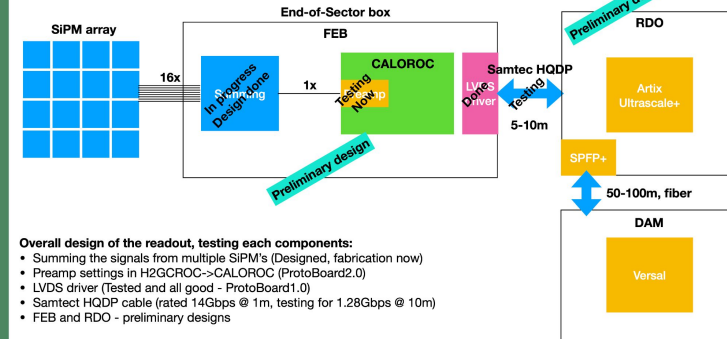 End-of-Sector box
SiPM array
FEB
Preliminary design
RDO
16x
In progress
Design done
Summing
1x
CALOROC
Testing
Now
Preamp
Done
LVDS
driver
Samtec HQDP
Testing
5-10m
Artix
Ultrascale+
SPFP+
Preliminary design
50-100m, fiber
DAM
Versal
Overall design of the readout, testing each components:
• Summing the signals from multiple SiPM's (Designed, fabrication now)
• Preamp settings in H2GCROC->CALOROC (ProtoBoard2.0)
• LVDS driver (Tested and all good - ProtoBoard1.0)
• Samtect HQDP cable (rated 14Gbps @ 1m, testing for 1.28Gbps @ 10m)
• FEB and RDO - preliminary designs